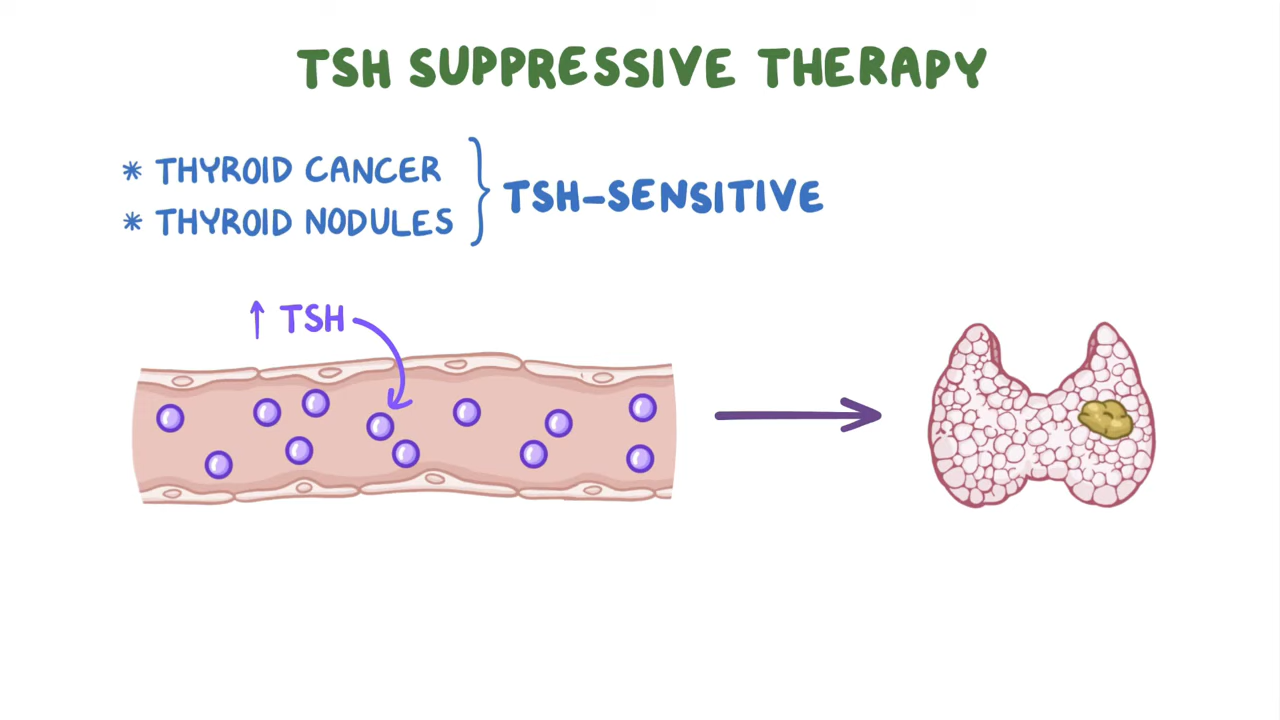 TSH SUPPRESSIVE THERAPY
* THYROID CANCER
* THYROID NODULES
TSH-SENSITIVE
↑ TSH